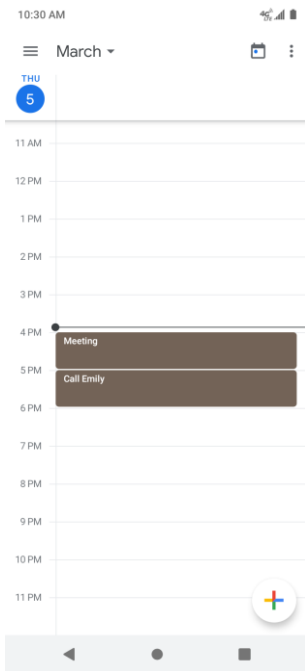 10:30 AM
4G
March
THU
5
11 AM
12 PM
1 PM
2 PM
3 PM
4 PM
Meeting
5 PM
Call Emily
6 PM
7 PM
8 PM
9 PM
10 PM
11 PM